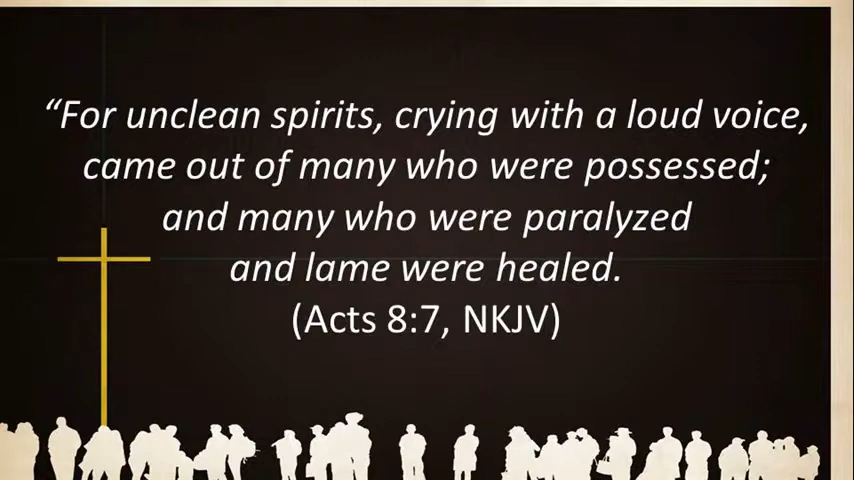 “For unclean spirits, crying with a loud voice,
came out of many who were possessed;
and many who were paralyzed
and lame were healed.
(Acts 8:7, NKJV)